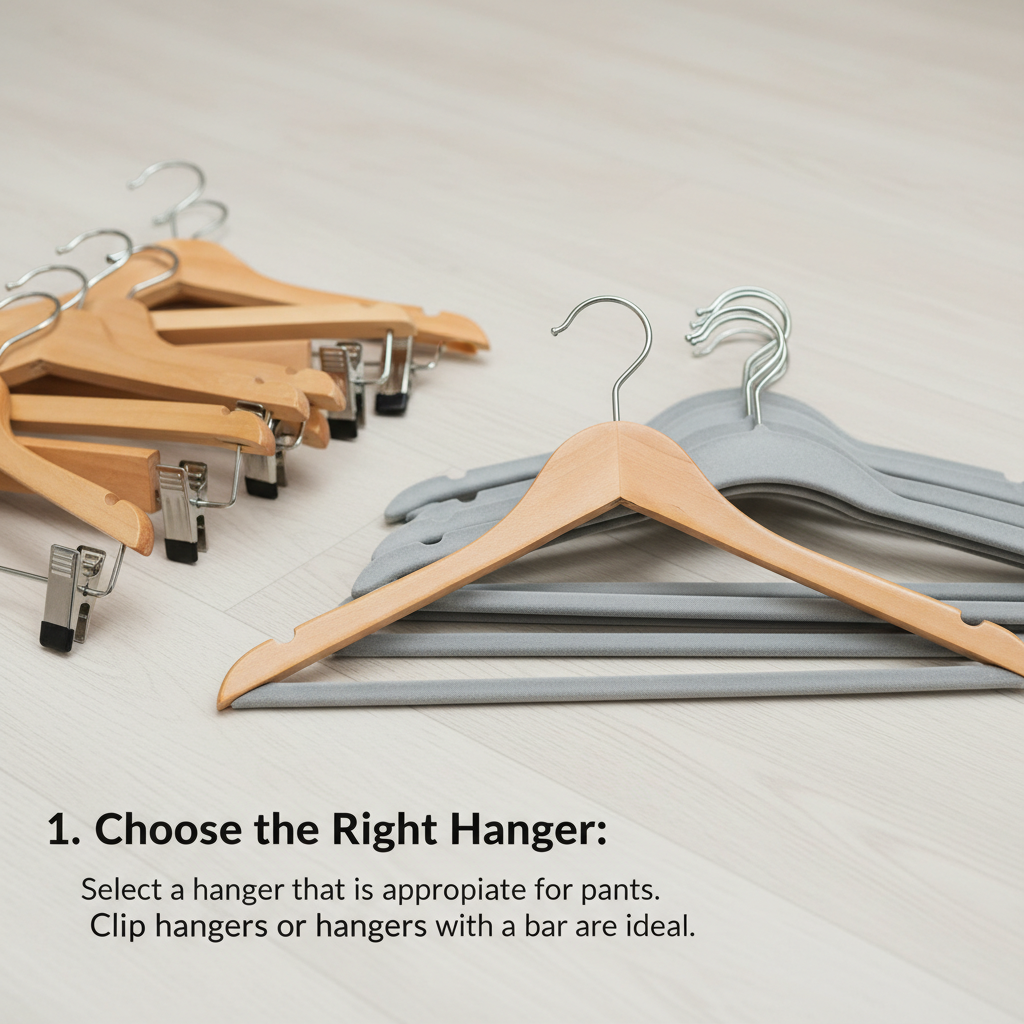 1. Choose the Right Hanger:
Select a hanger that is appropiate for pants.
Clip hangers or hangers with a bar are ideal.